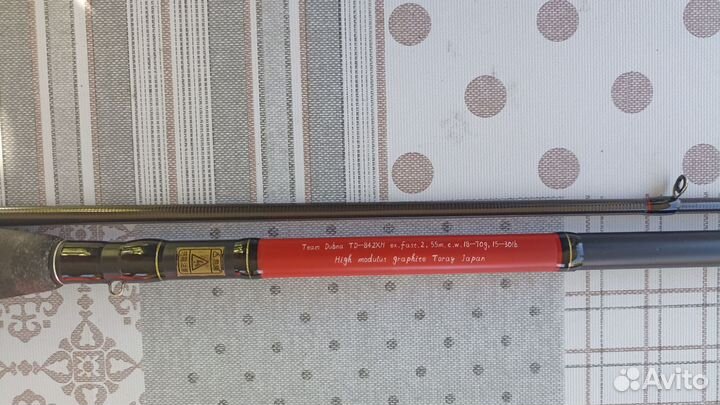 Team Dubna TD-842XH ex.fast.2,55m.c.w.18-70g,15-30lb
High modulus graphite Toray Japan
Avito